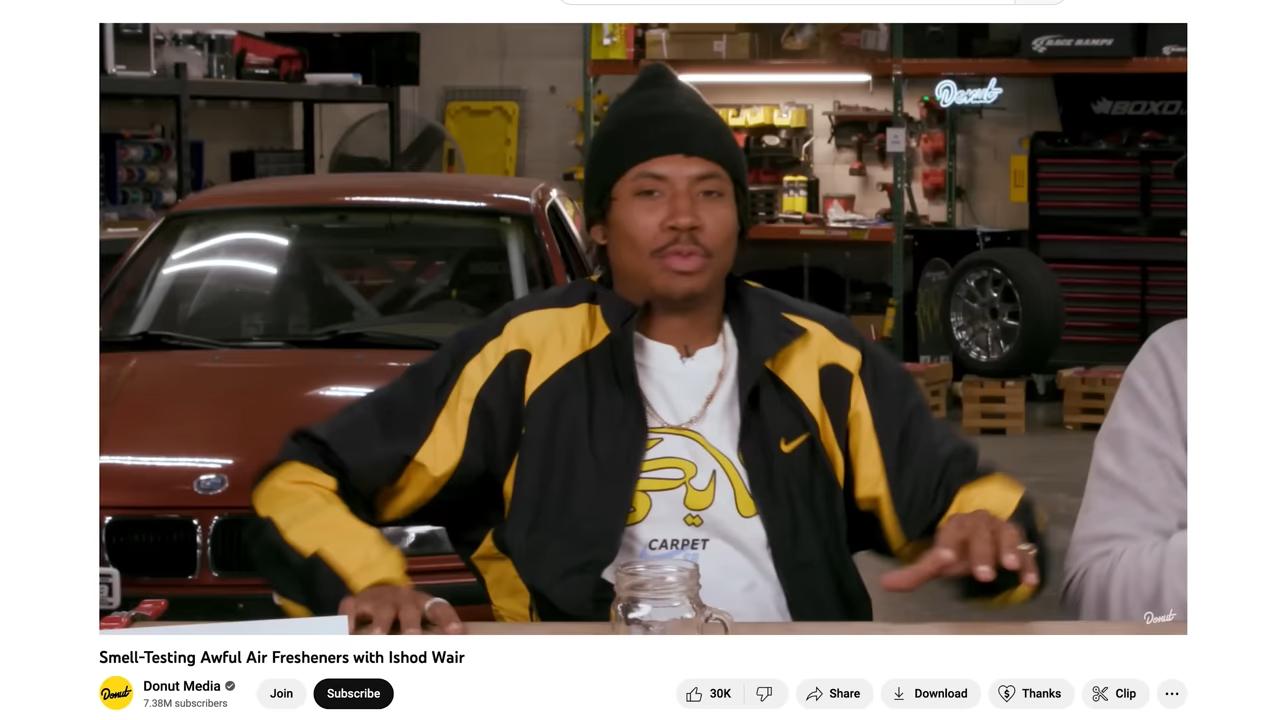 RACE RAMPS
Donut
BOXO
CARPET
Donut
Smell-Testing Awful Air Fresheners with Ishod Wair
Donut
Donut Media
7.38M subscribers
Join
Subscribe
30K
Share
Download
Thanks
Clip